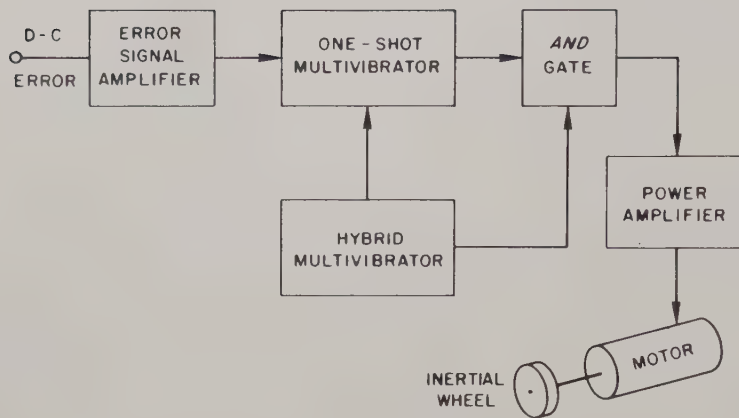 D-C
ERROR
ERROR
SIGNAL
AMPLIFIER
ONE-SHOT
MULTIVIBRATOR
AND
GATE
HYBRID
MULTIVIBRATOR
POWER
AMPLIFIER
MOTOR
INERTIAL
WHEEL